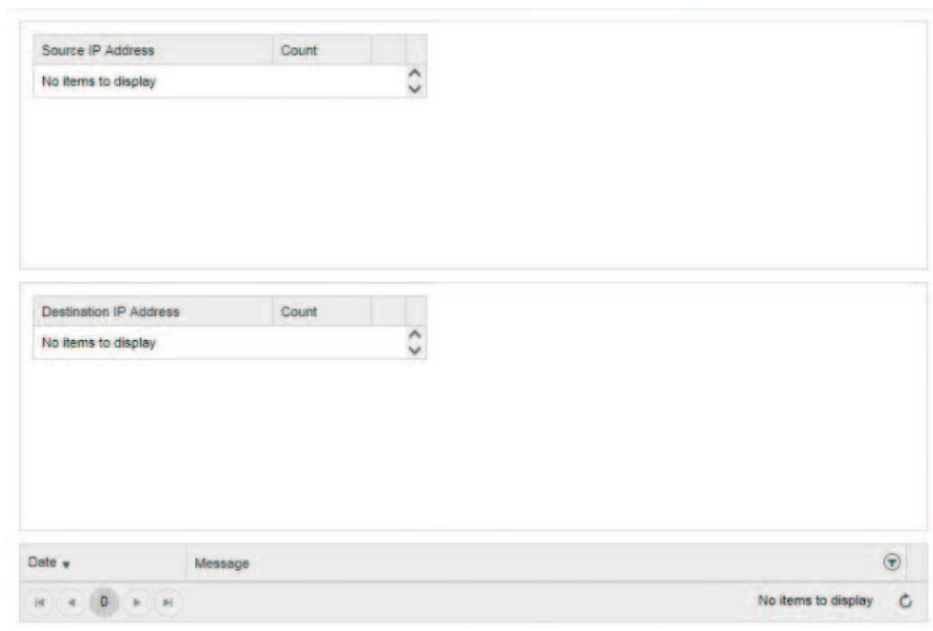 Source IP Address Count
No items to display
Destination IP Address Count
No items to display
Date Message
0 No items to display